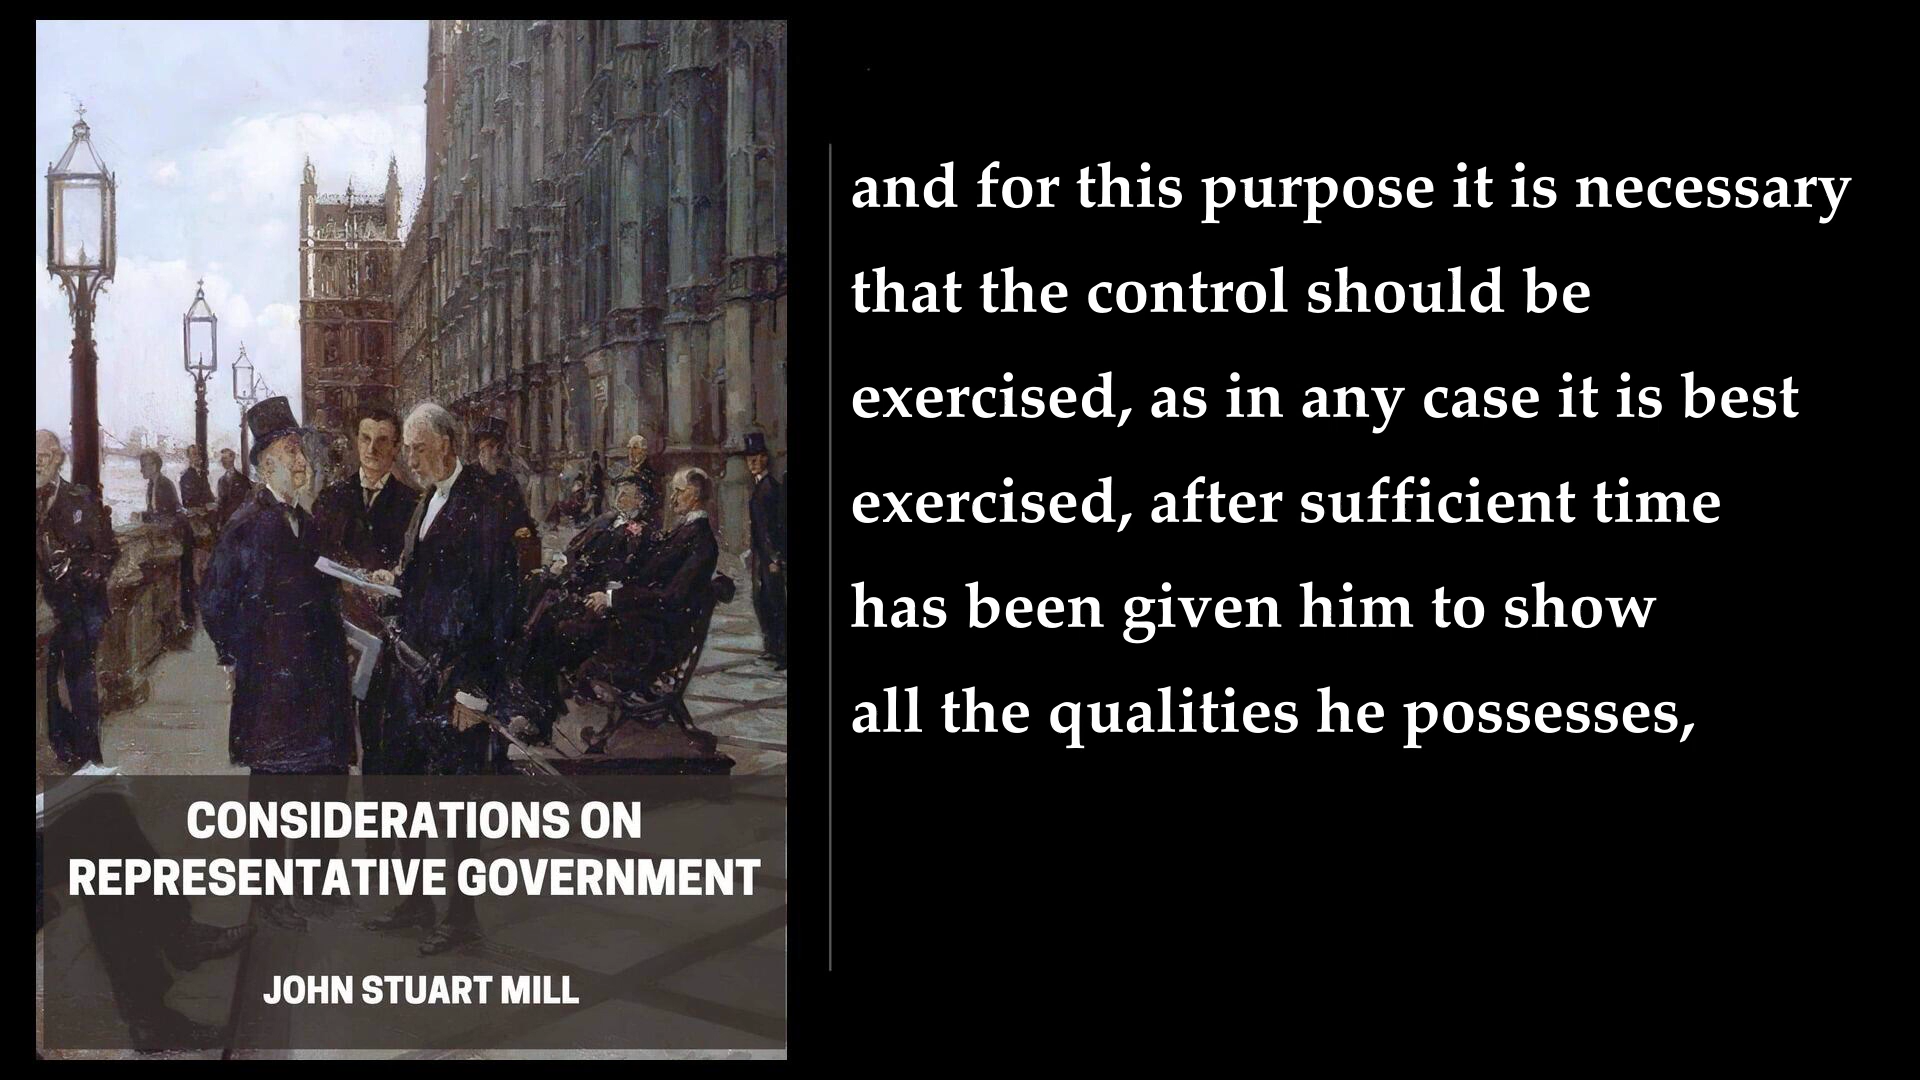 and for this purpose it is necessary
that the control should be
exercised, as in any case it is best
exercised, after sufficient time
has been given him to show
all the qualities he possesses,
CONSIDERATIONS ON
REPRESENTATIVE GOVERNMENT
JOHN STUART MILL